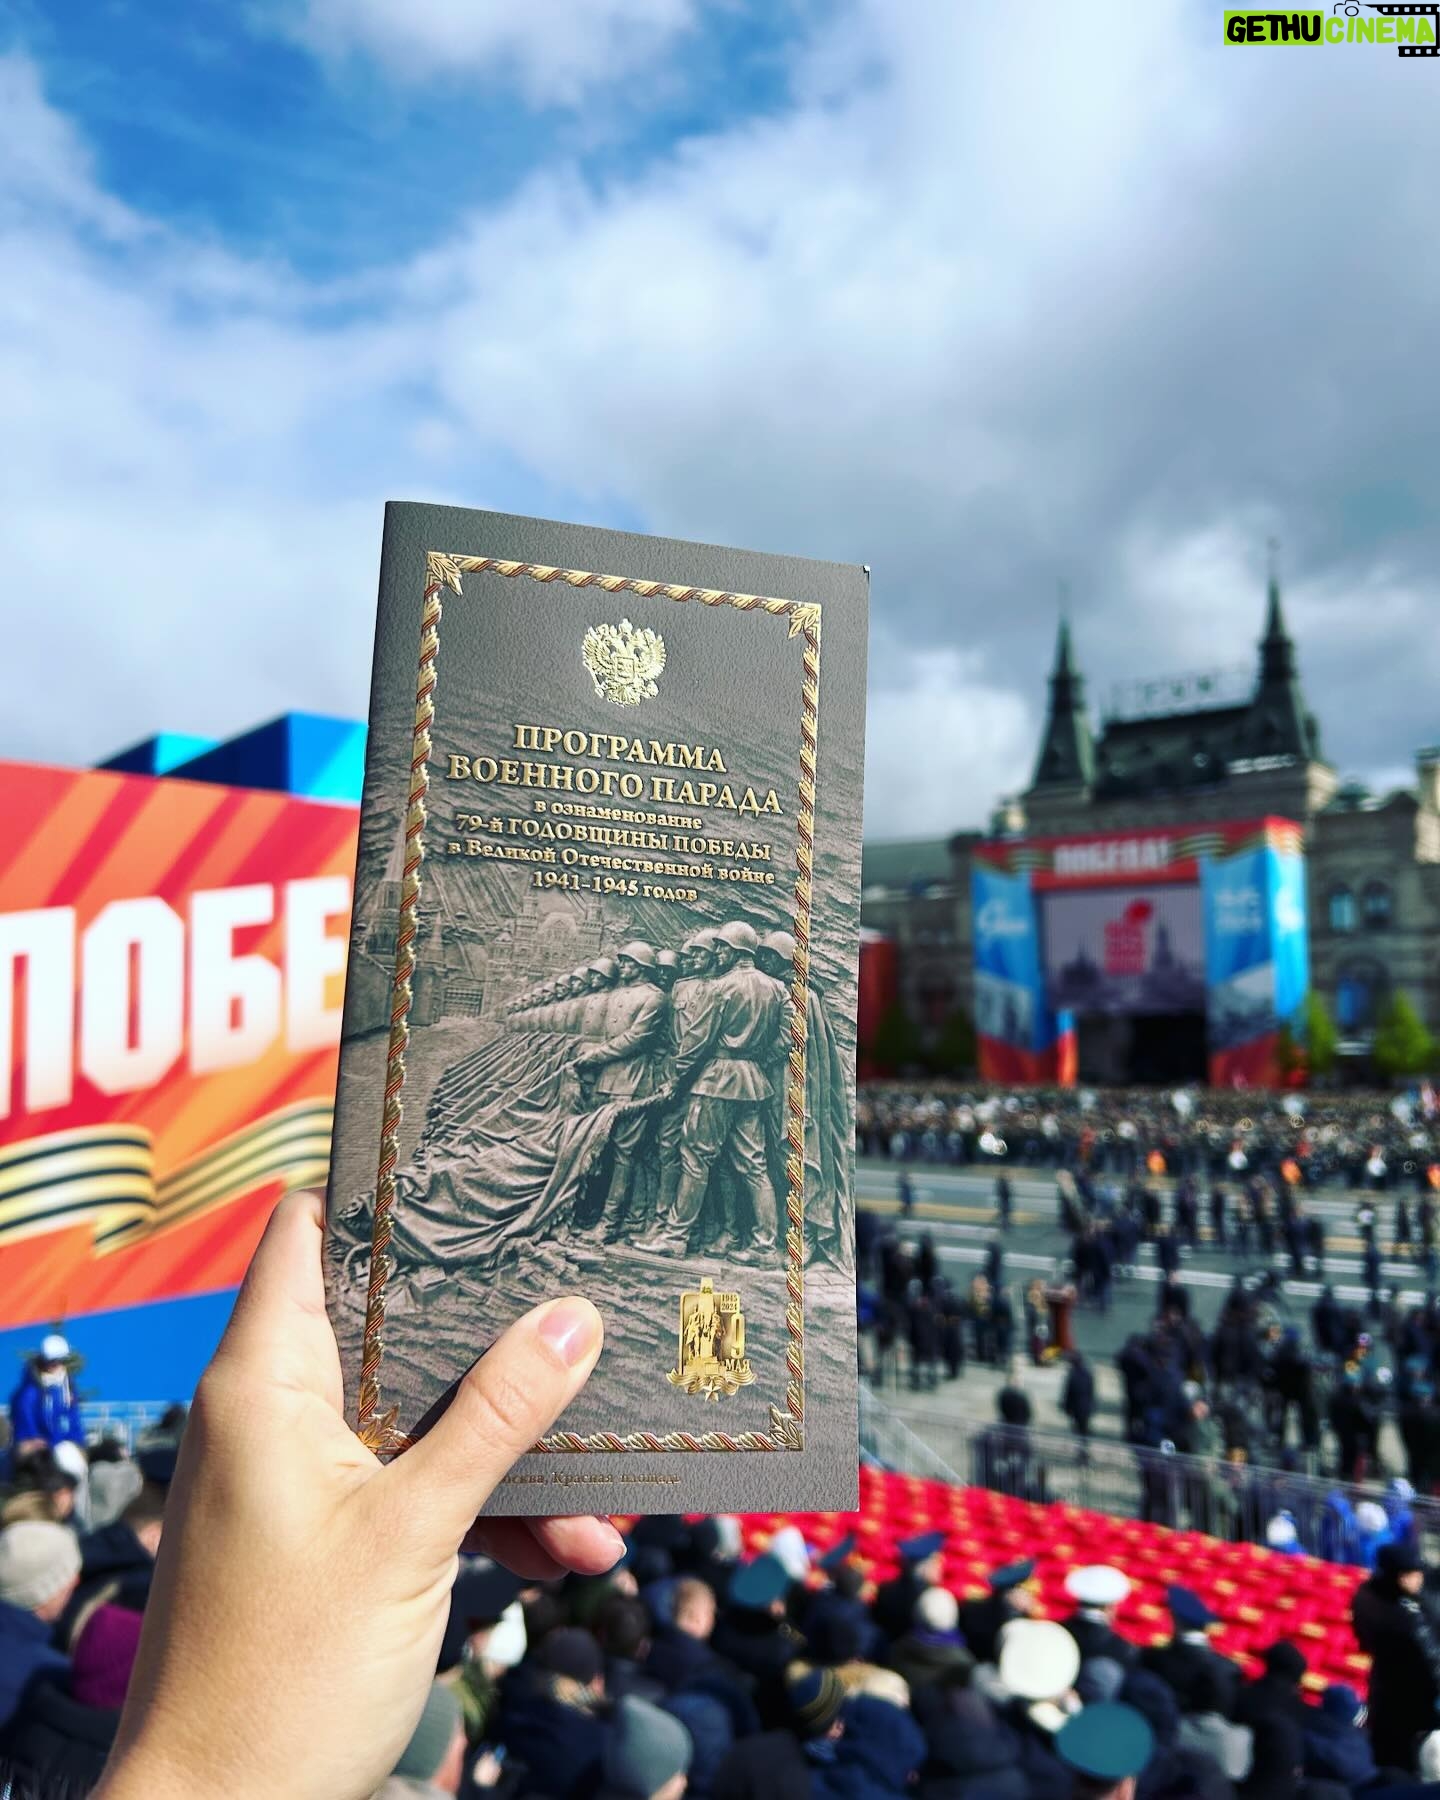 GETHU CINEMA
ПРОГРАММА
ВОЕННОГО ПАРАДА
в ознаменование
79-й ГОДОВЩИНЫ ПОБЕДЫ
в Великой Отечественной войне
1941-1945 годов
ПОБЕ
ПОБЕДА!
1945
2024
9
МАЯ
Красная площадь